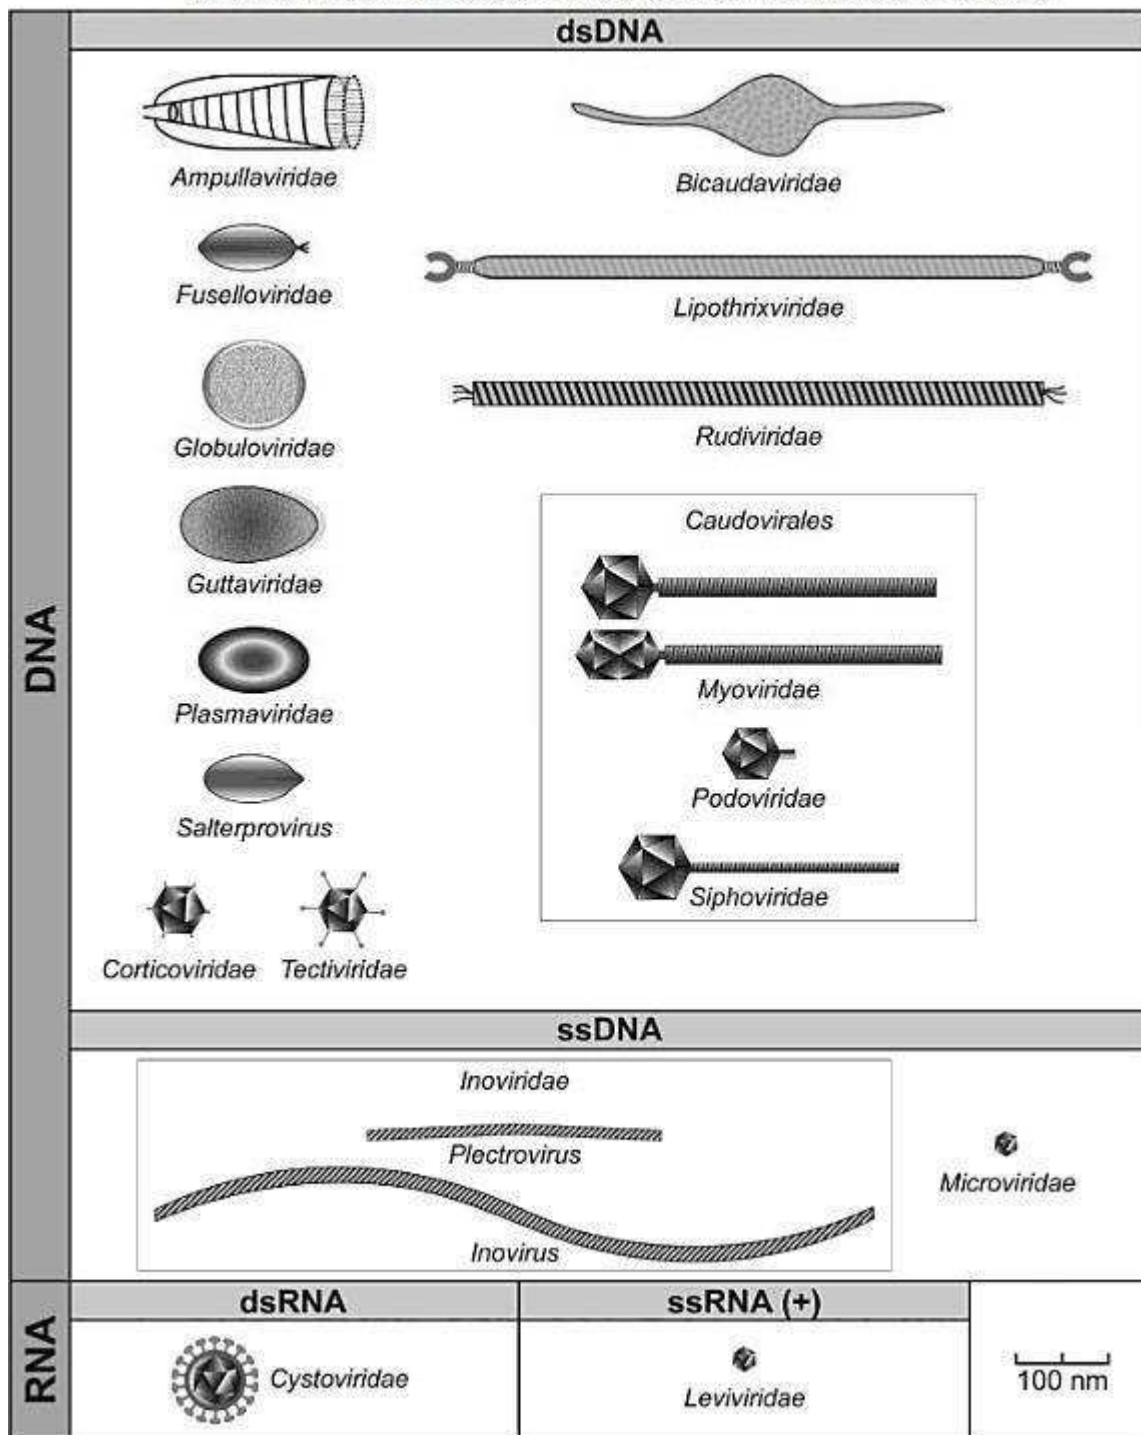 dsDNA
Ampullaviridae
Bicaudaviridae
Fuselloviridae
Lipothrixviridae
Globuloviridae
Rudiviridae
Guttaviridae
Caudovirales
Myoviridae
Plasmaviridae
Podoviridae
Salterprovirus
Siphoviridae
Corticoviridae Tectiviridae
DNA
ssDNA
Inoviridae
Plectrovirus
Microviridae
Inovirus
RNA
dsRNA
ssRNA (+)
Cystoviridae
Leviviridae
100 nm